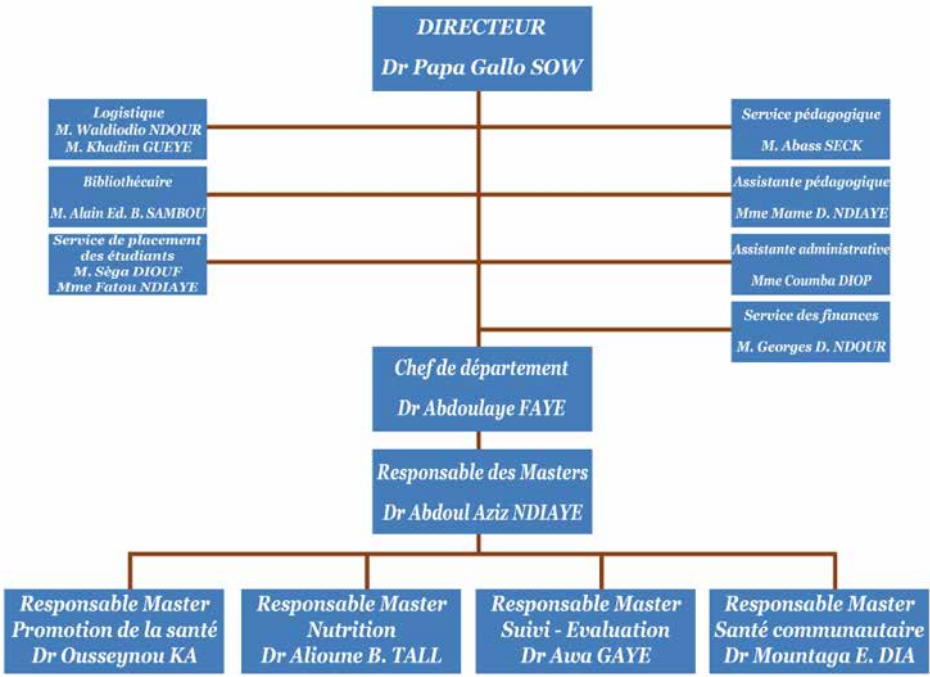 DIRECTEUR
Dr Papa Gallo SOW
Logistique
M. Waldiodio NDOUR
M. Khadim GUEYE
Service pédagogique
M. Abass SECK
Bibliothécaire
M. Alain Ed. B. SAMBOU
Assistante pédagogique
Mme Mame D. NDIAYE
Service de placement
des étudiants
M. Sèga DIOUF
Mme Fatou NDIAYE
Assistante administrative
Mme Coumba DIOP
Service des finances
M. Georges D. NDOUR
Chef de département
Dr Abdoulaye FAYE
Responsable des Masters
Dr Abdoul Aziz NDIAYE
Responsable Master
Promotion de la santé
Dr Ousseynou KA
Responsable Master
Nutrition
Dr Alioune B. TALL
Responsable Master
Suivi - Evaluation
Dr Awa GAYE
Responsable Master
Santé communautaire
Dr Mountaga E. DIA